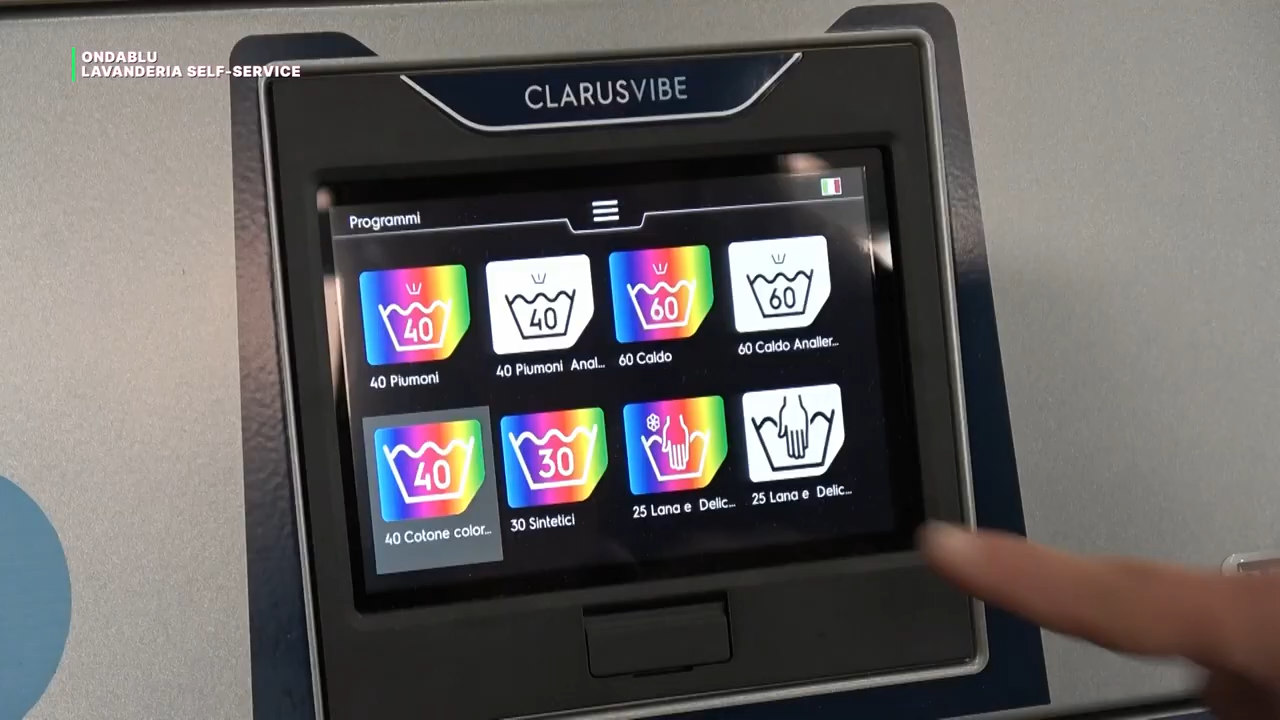 ONDABLU
LAVANDERIA SELF-SERVICE
CLARUSVIBE
Programmi
40
40
60
60
40 Piumoni
40 Piumoni Anal...
60 Caldo
60 Caldo Analler...
40
30
40 Cotone color...
30 Sintetici
25 Lana e Delic...
25 Lana e Delic...